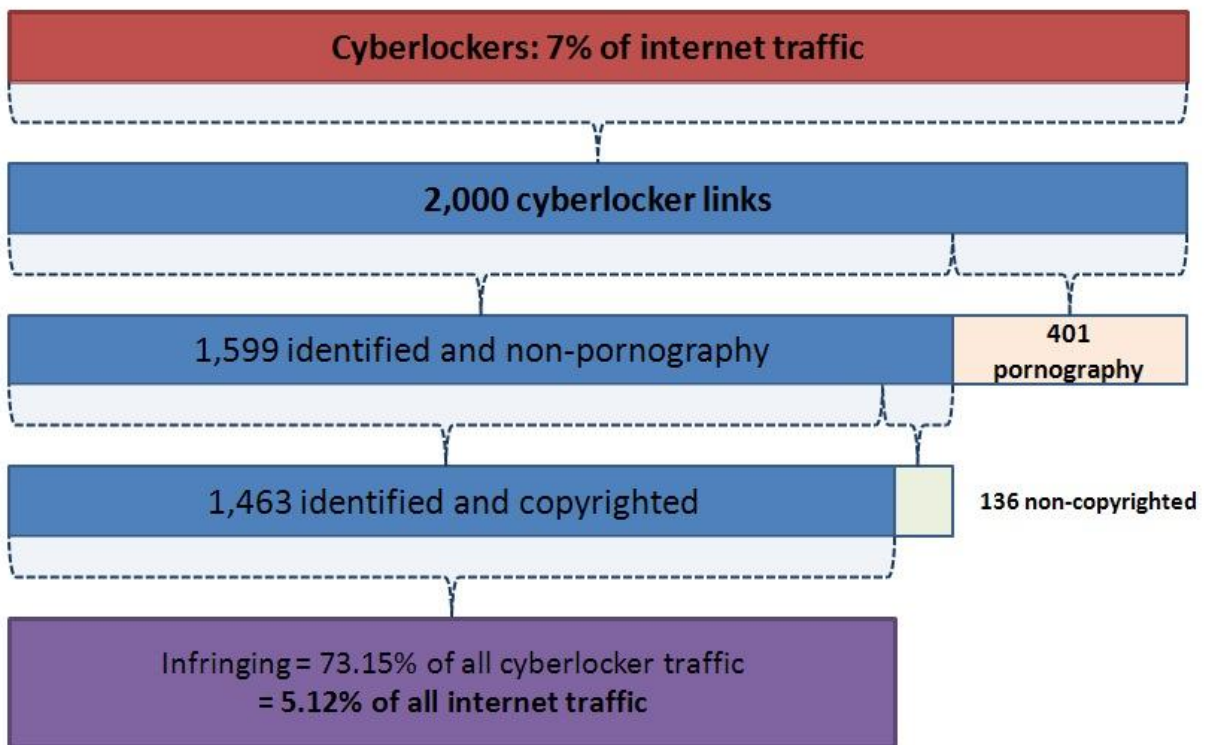 Cyberlockers: 7% of internet traffic
2,000 cyberlocker links
1,599 identified and non-pornography
401
pornography
1,463 identified and copyrighted
136 non-copyrighted
Infringing = 73.15% of all cyberlocker traffic
= 5.12% of all internet traffic